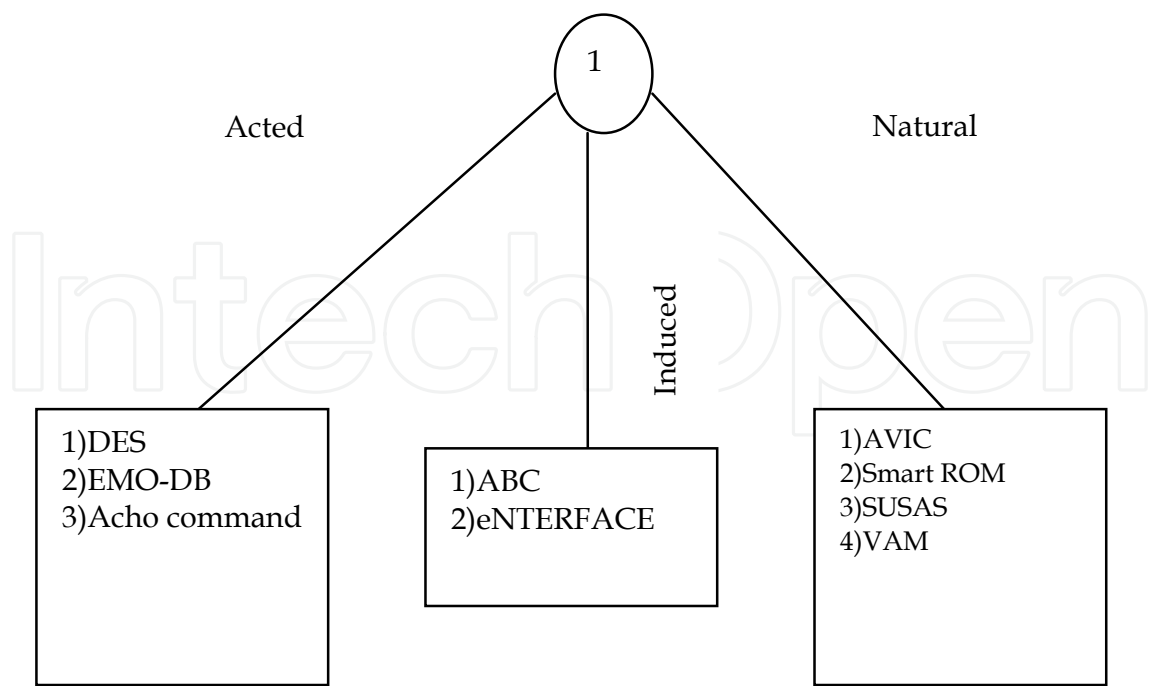 1
Acted
Natural
Induced
1)DES
2)EMO-DB
3)Acho command
1)ABC
2)eNTERFACE
1)AVIC
2)Smart ROM
3)SUSAS
4)VAM
IntechOpen